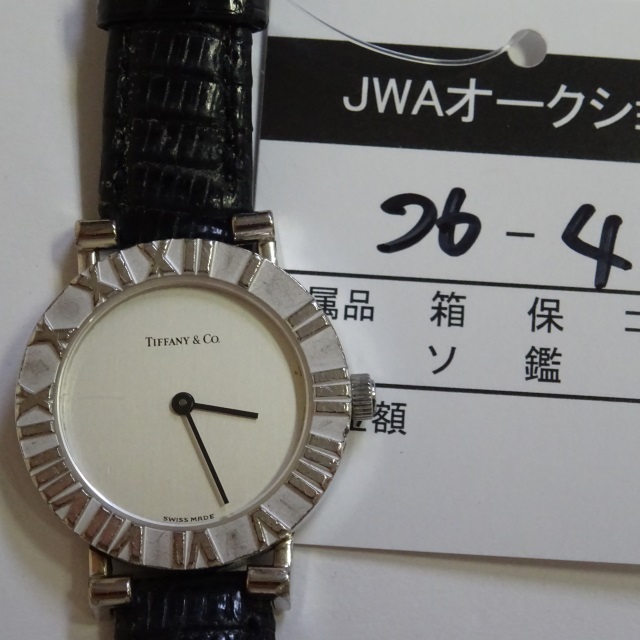 JWAオークショ
26-4
属品 箱 保
ソ 鑑
金額
TIFFANY & CO.
SWISS MADE